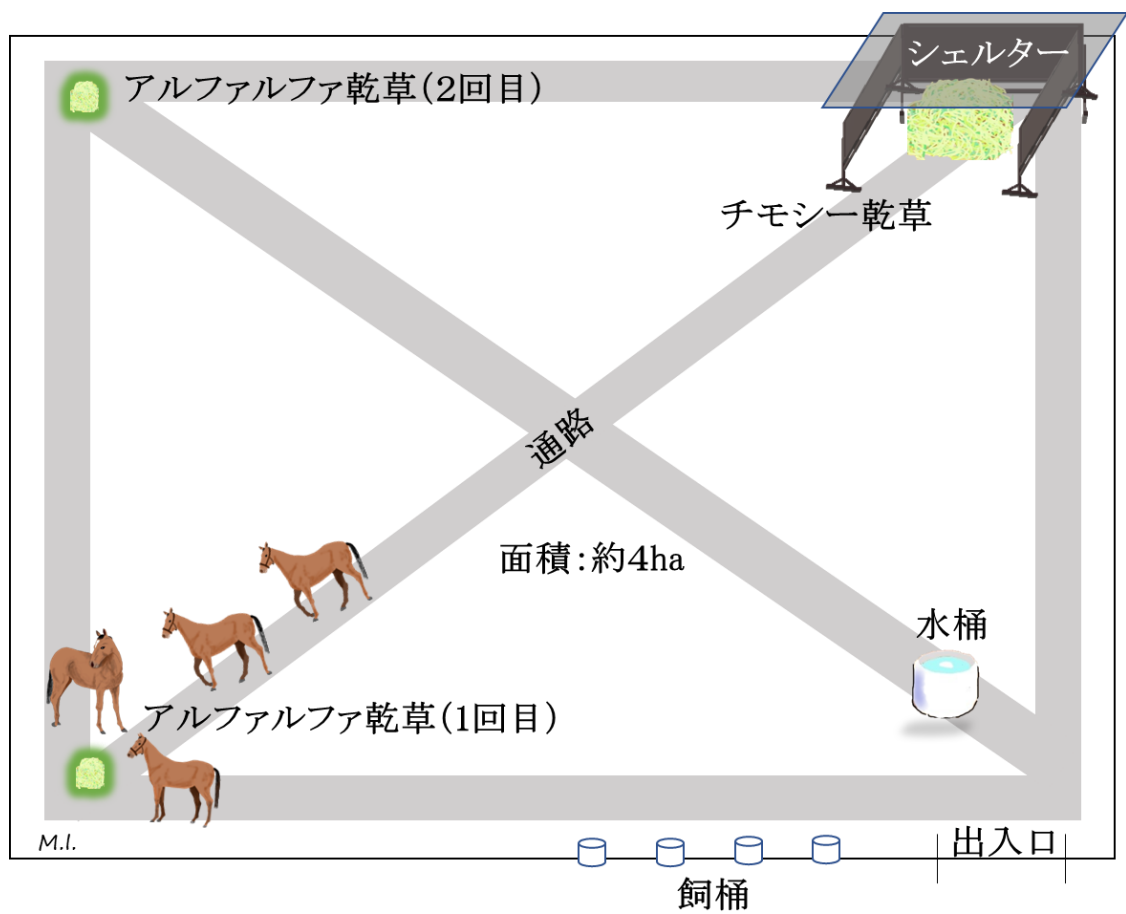 シェルター
アルファルファ乾草(2回目)
チモシー乾草
通路
面積:約4ha
水桶
アルファルファ乾草(1回目)
M.I.
出入口
飼桶